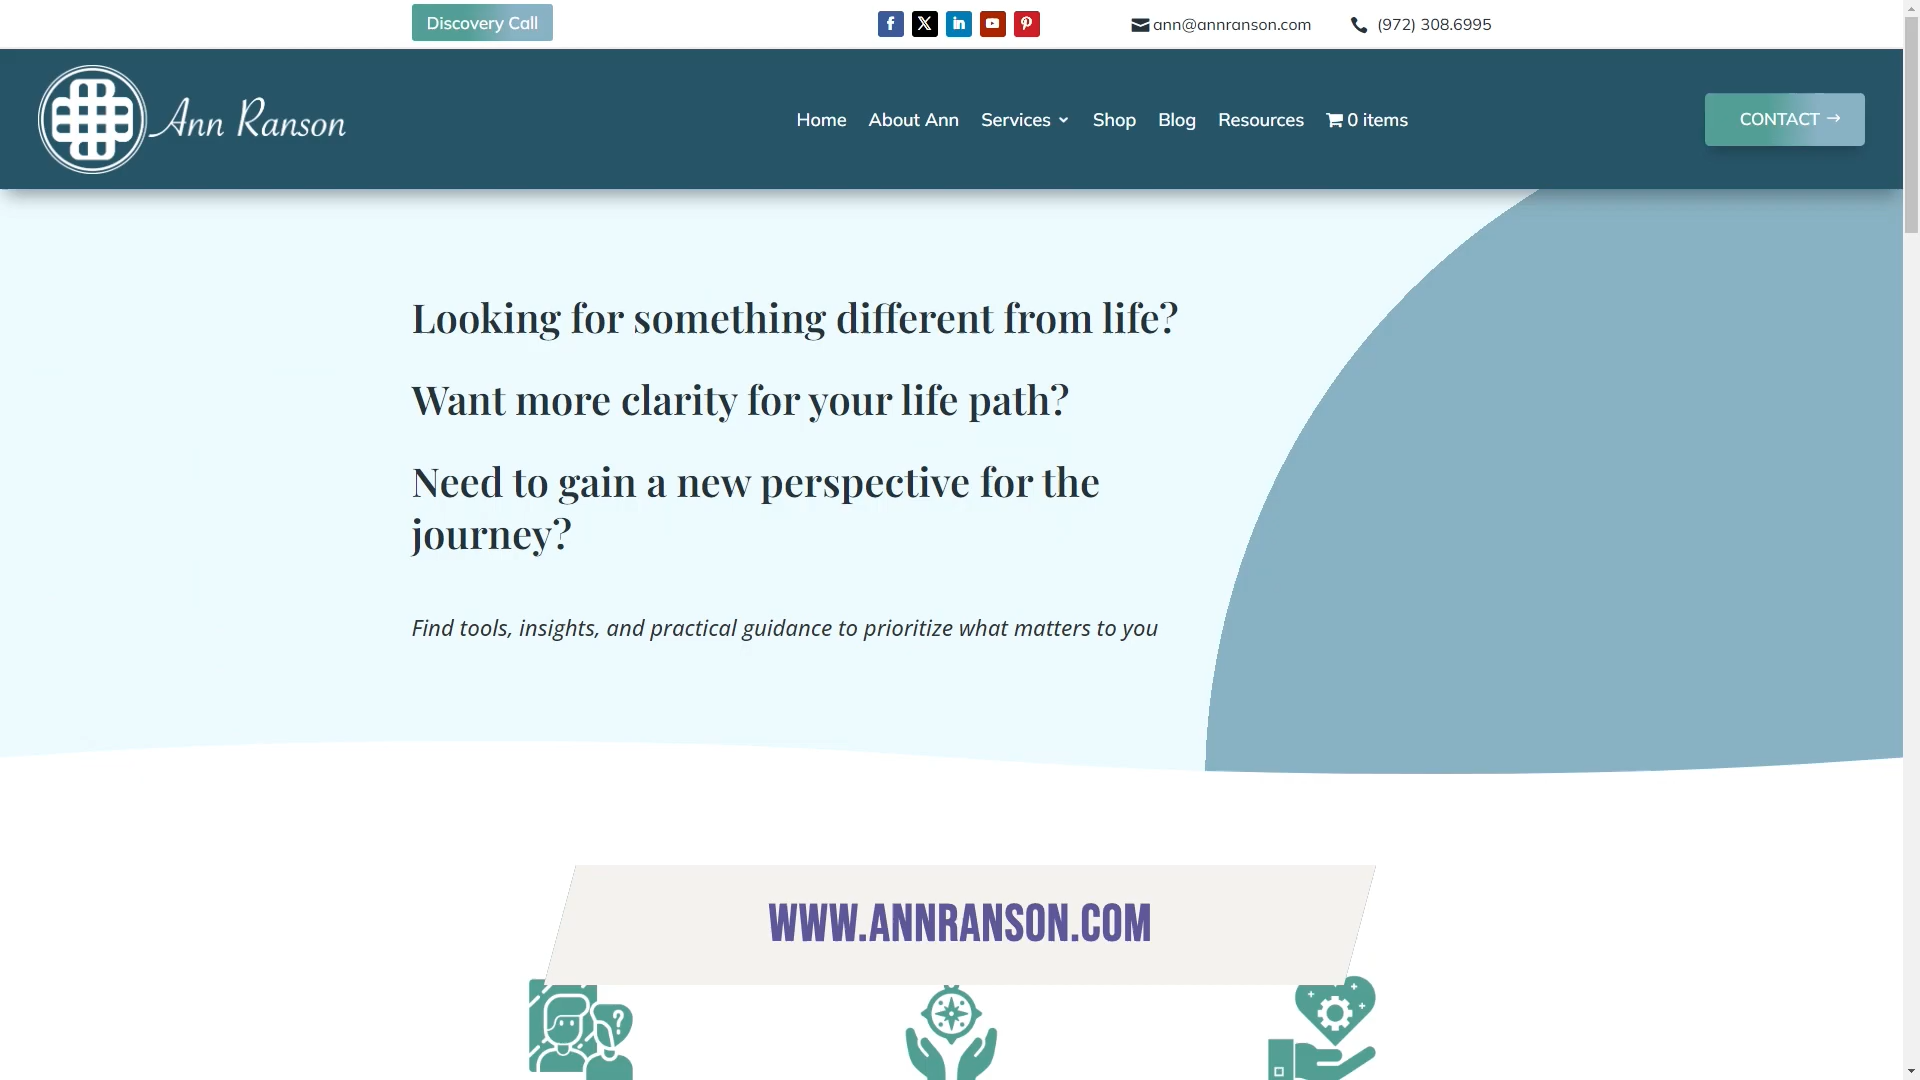 Discovery Call
ann@annranson.com
(972) 308.6995
Ann Ranson
Home
About Ann
Services
Shop
Blog
Resources
0 items
CONTACT
Looking for something different from life?
Want more clarity for your life path?
Need to gain a new perspective for the
journey?
Find tools, insights, and practical guidance to prioritize what matters to you
WWW.ANNRANSON.COM